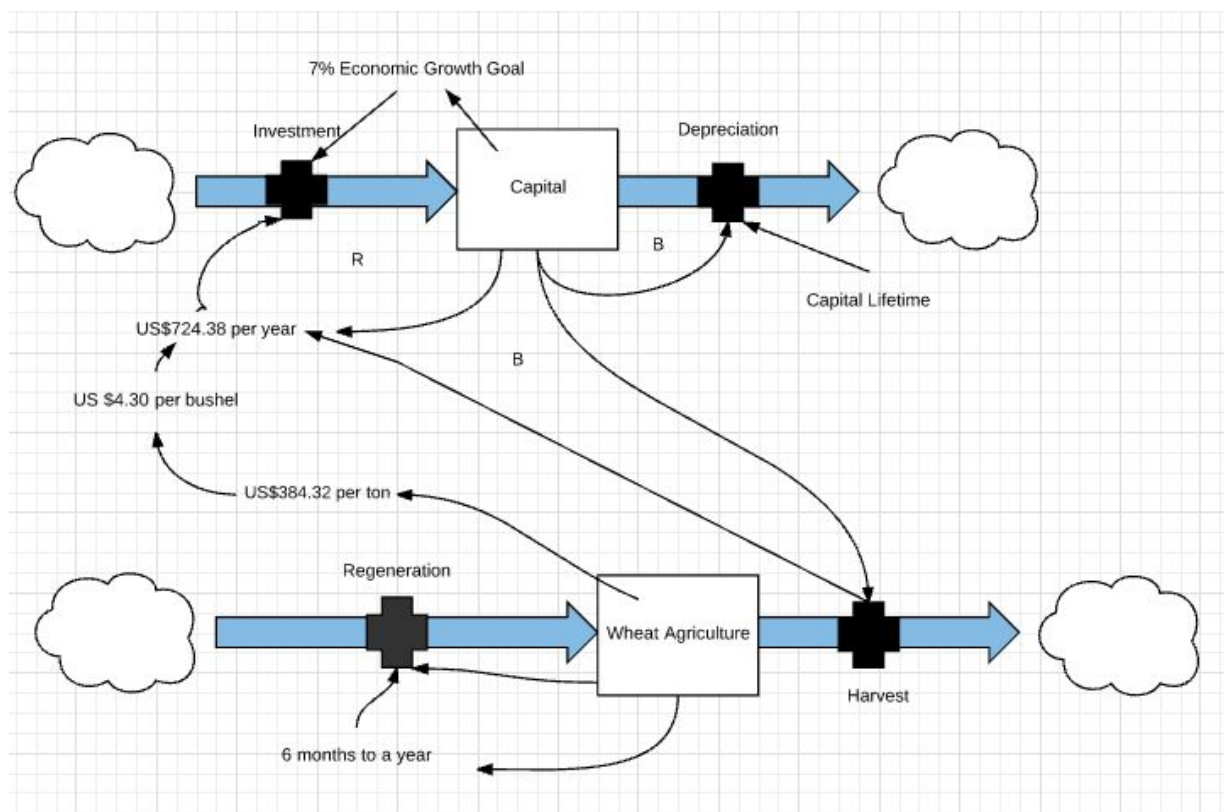 7% Economic Growth Goal
Investment
Depreciation
Capital
R
B
Capital Lifetime
US$724.38 per year
B
US $4.30 per bushel
US$384.32 per ton
Regeneration
Wheat Agriculture
Harvest
6 months to a year